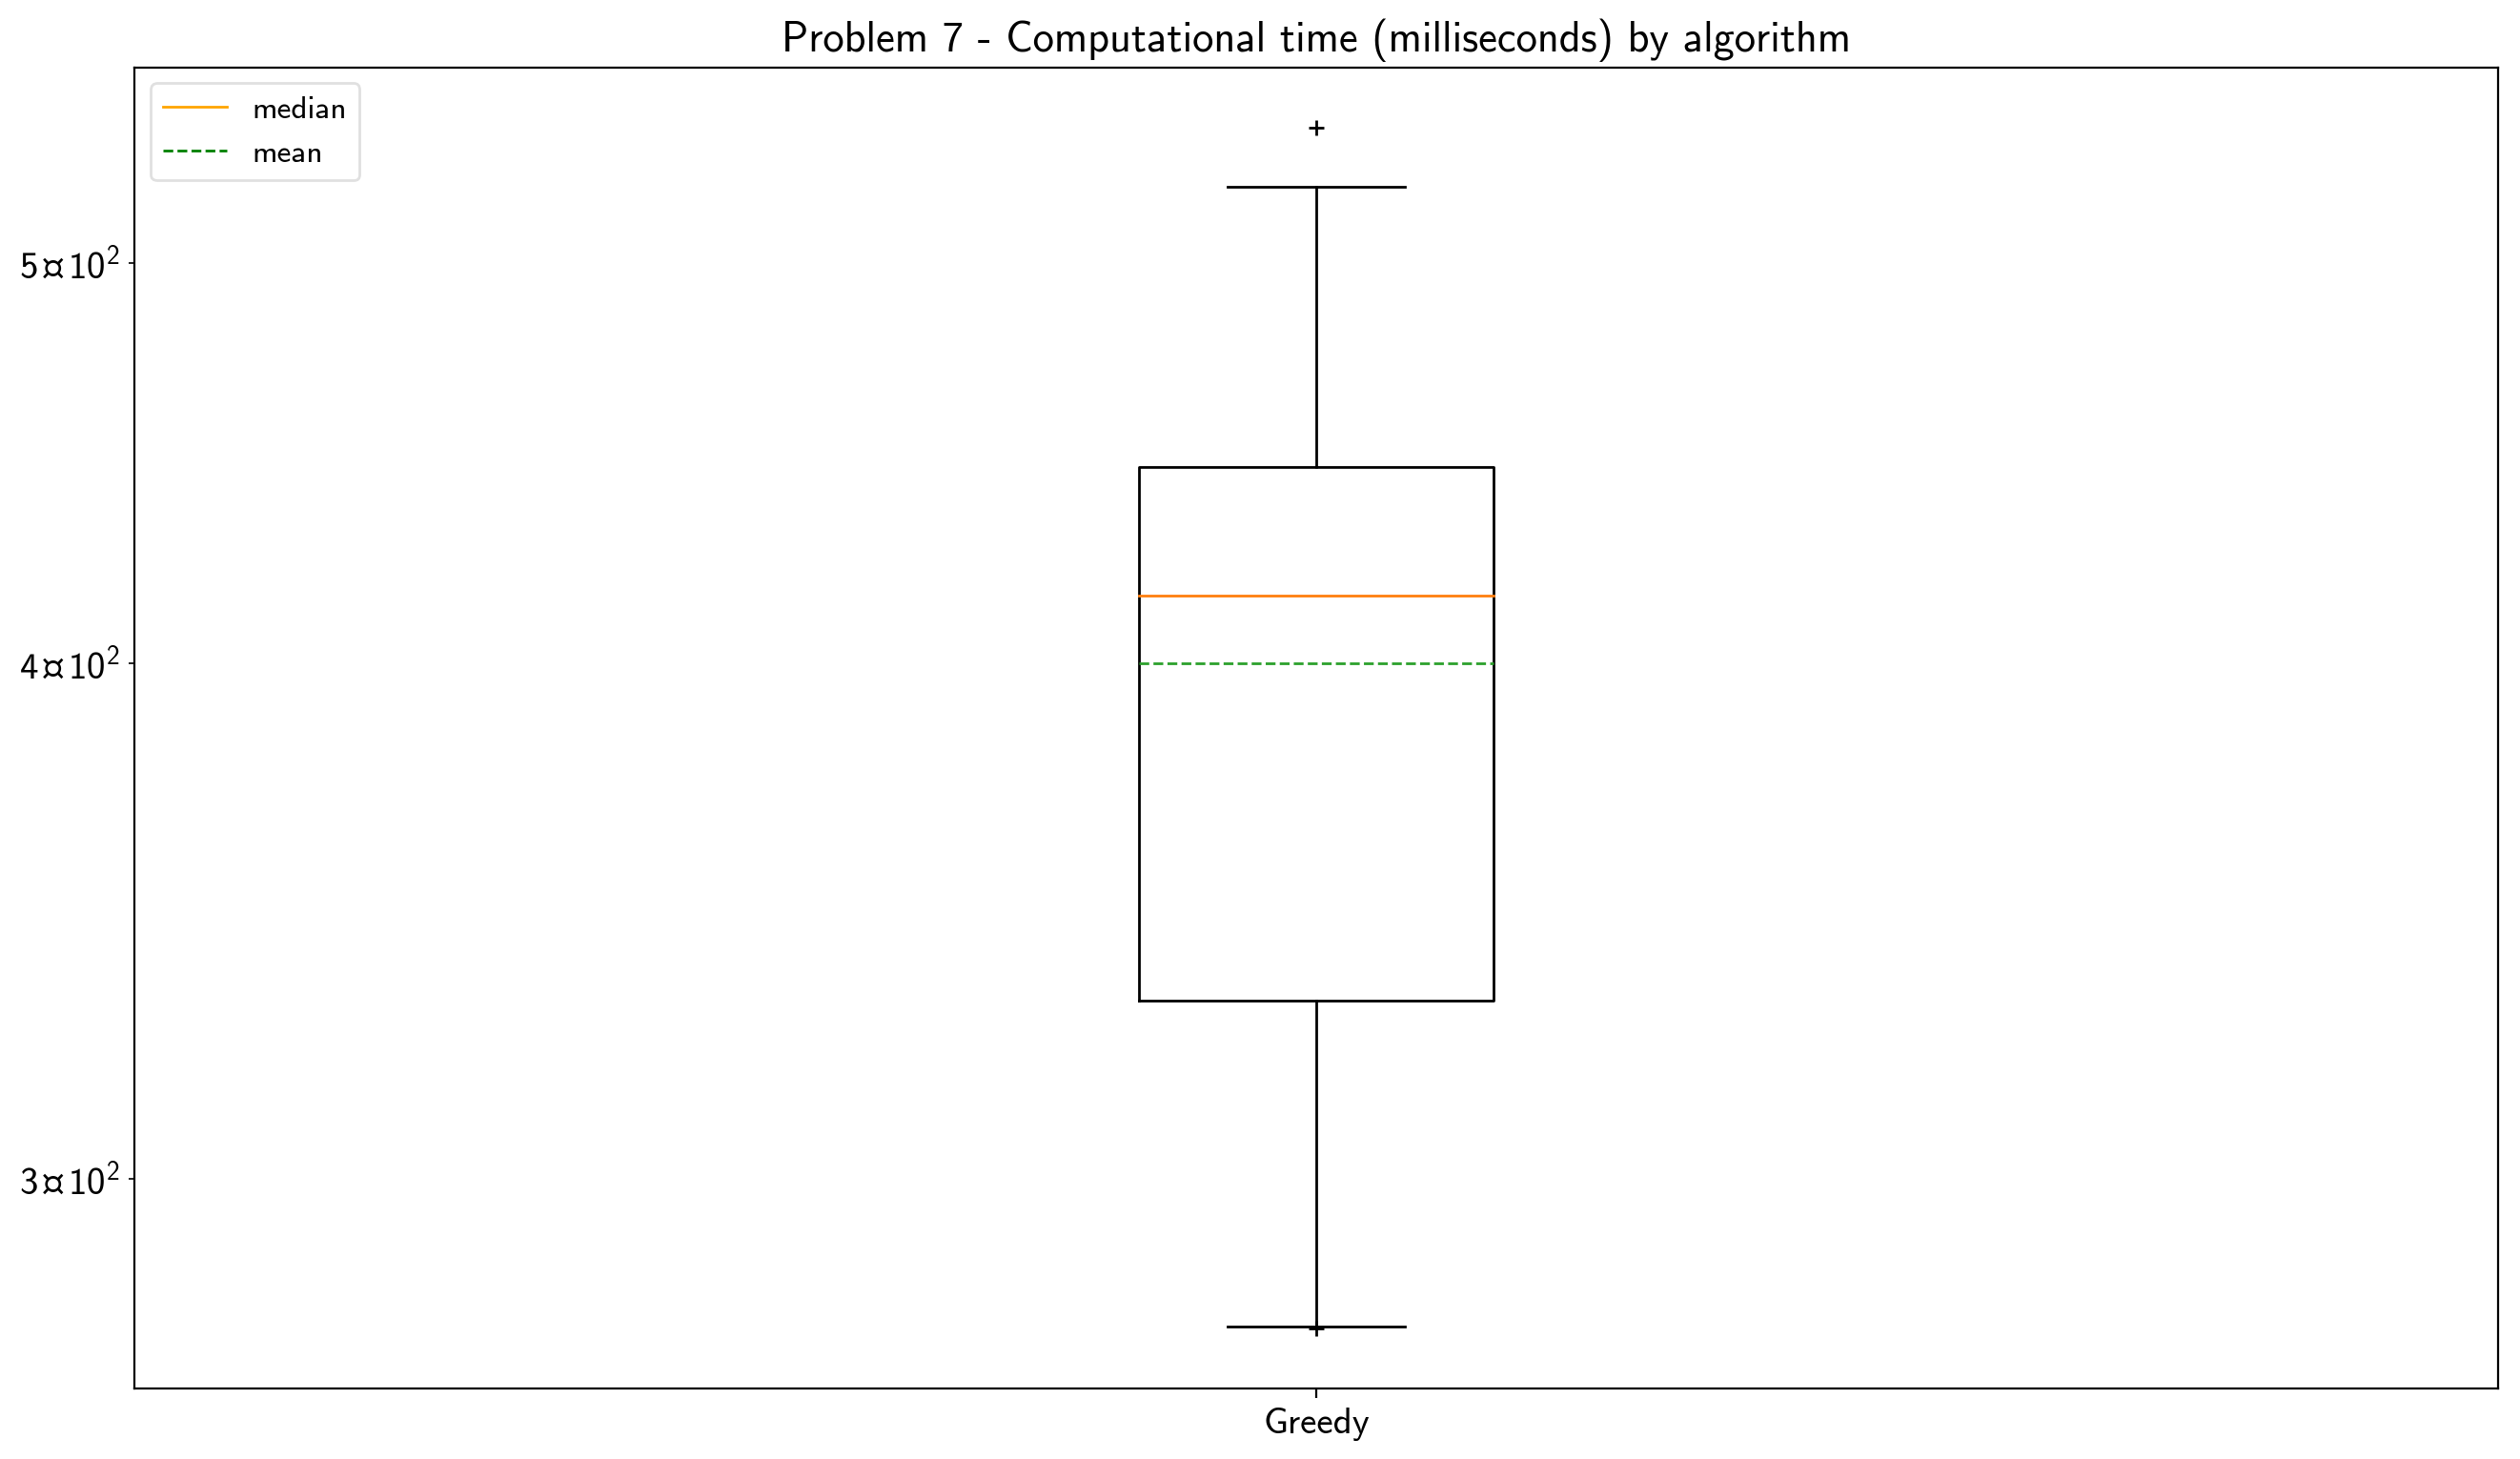 Problem 7 - Computational time (milliseconds) by algorithm
median
mean
5¤10²
4¤10²
3¤10²
Greedy